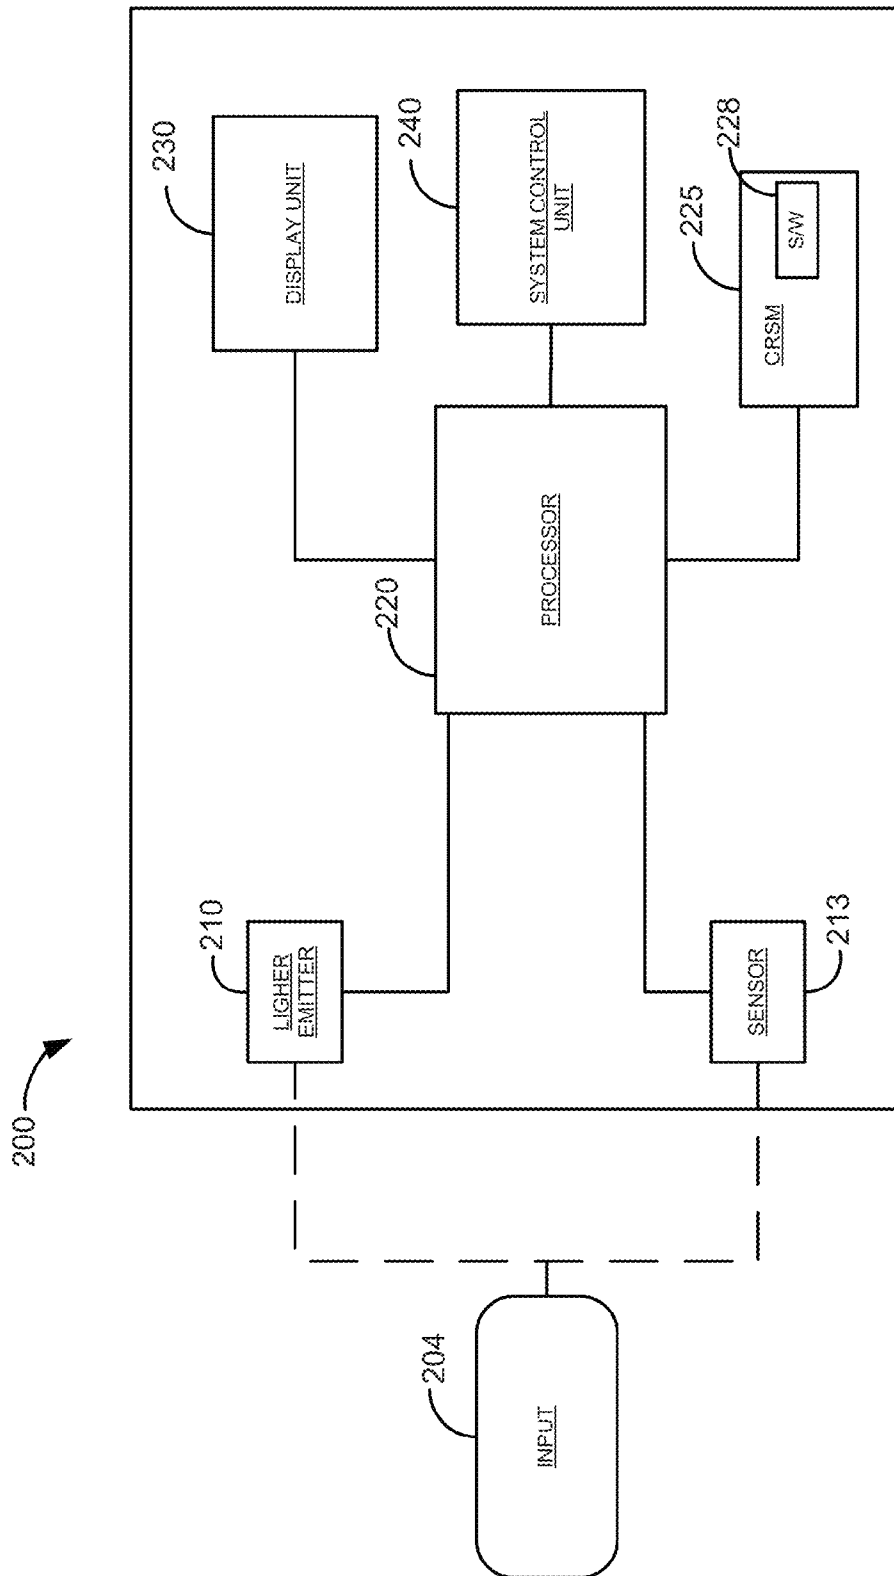 200
204
INPUT
210
LIGHER
EMITTER
213
SENSOR
220
PROCESSOR
230
DISPLAY UNIT
240
SYSTEM CONTROL
UNIT
225
CRSM
228
S/W